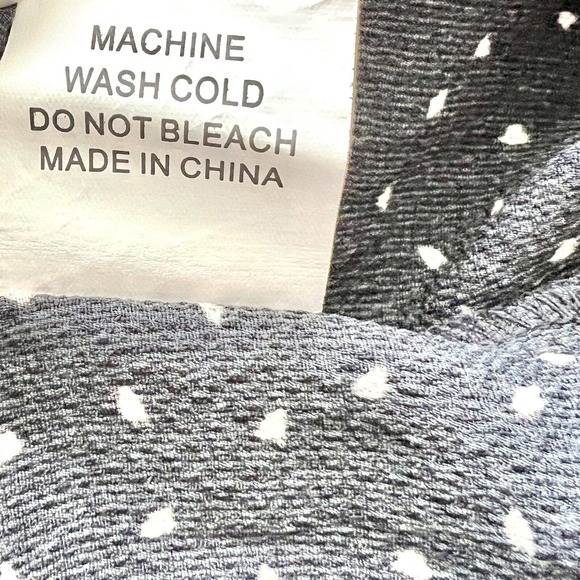 MACHINE
WASH COLD
DO NOT BLEACH
MADE IN CHINA